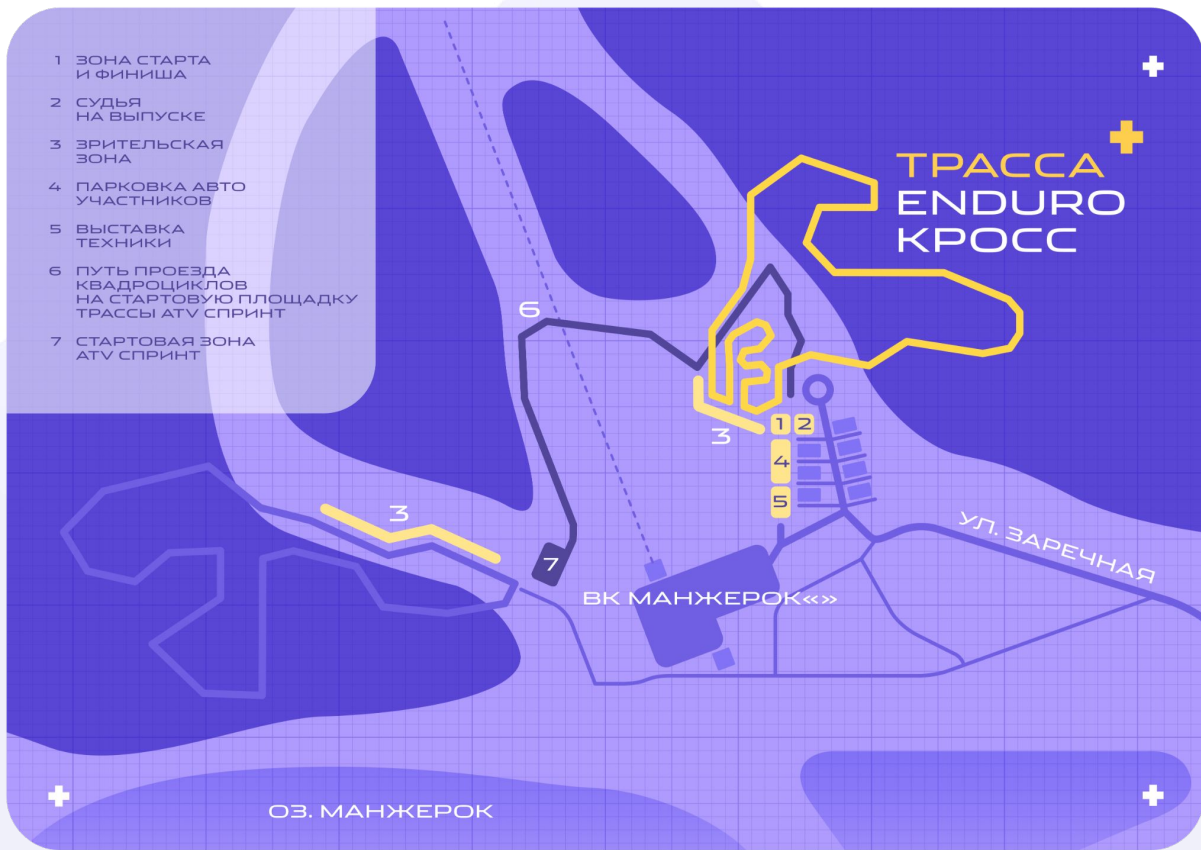 1 ЗОНА СТАРТА
И ФИНИША
2 СУДЬЯ
НА ВЫПУСКЕ
3 ЗРИТЕЛЬСКАЯ
ЗОНА
4 ПАРКОВКА АВТО
УЧАСТНИКОВ
5 ВЫСТАВКА
ТЕХНИКИ
6 ПУТЬ ПРОЕЗДА
КВАДРОЦИКЛОВ
НА СТАРТОВУЮ ПЛОЩАДКУ
ТРАССЫ ATV СПРИНТ
7 СТАРТОВАЯ ЗОНА
ATV СПРИНТ
ТРАССА
ENDURO
КРОСС
6
3
1 2
4
5
3
7
УЛ. ЗАРЕЧНАЯ
ВК МАНЖЕРОК«»
ОЗ. МАНЖЕРОК